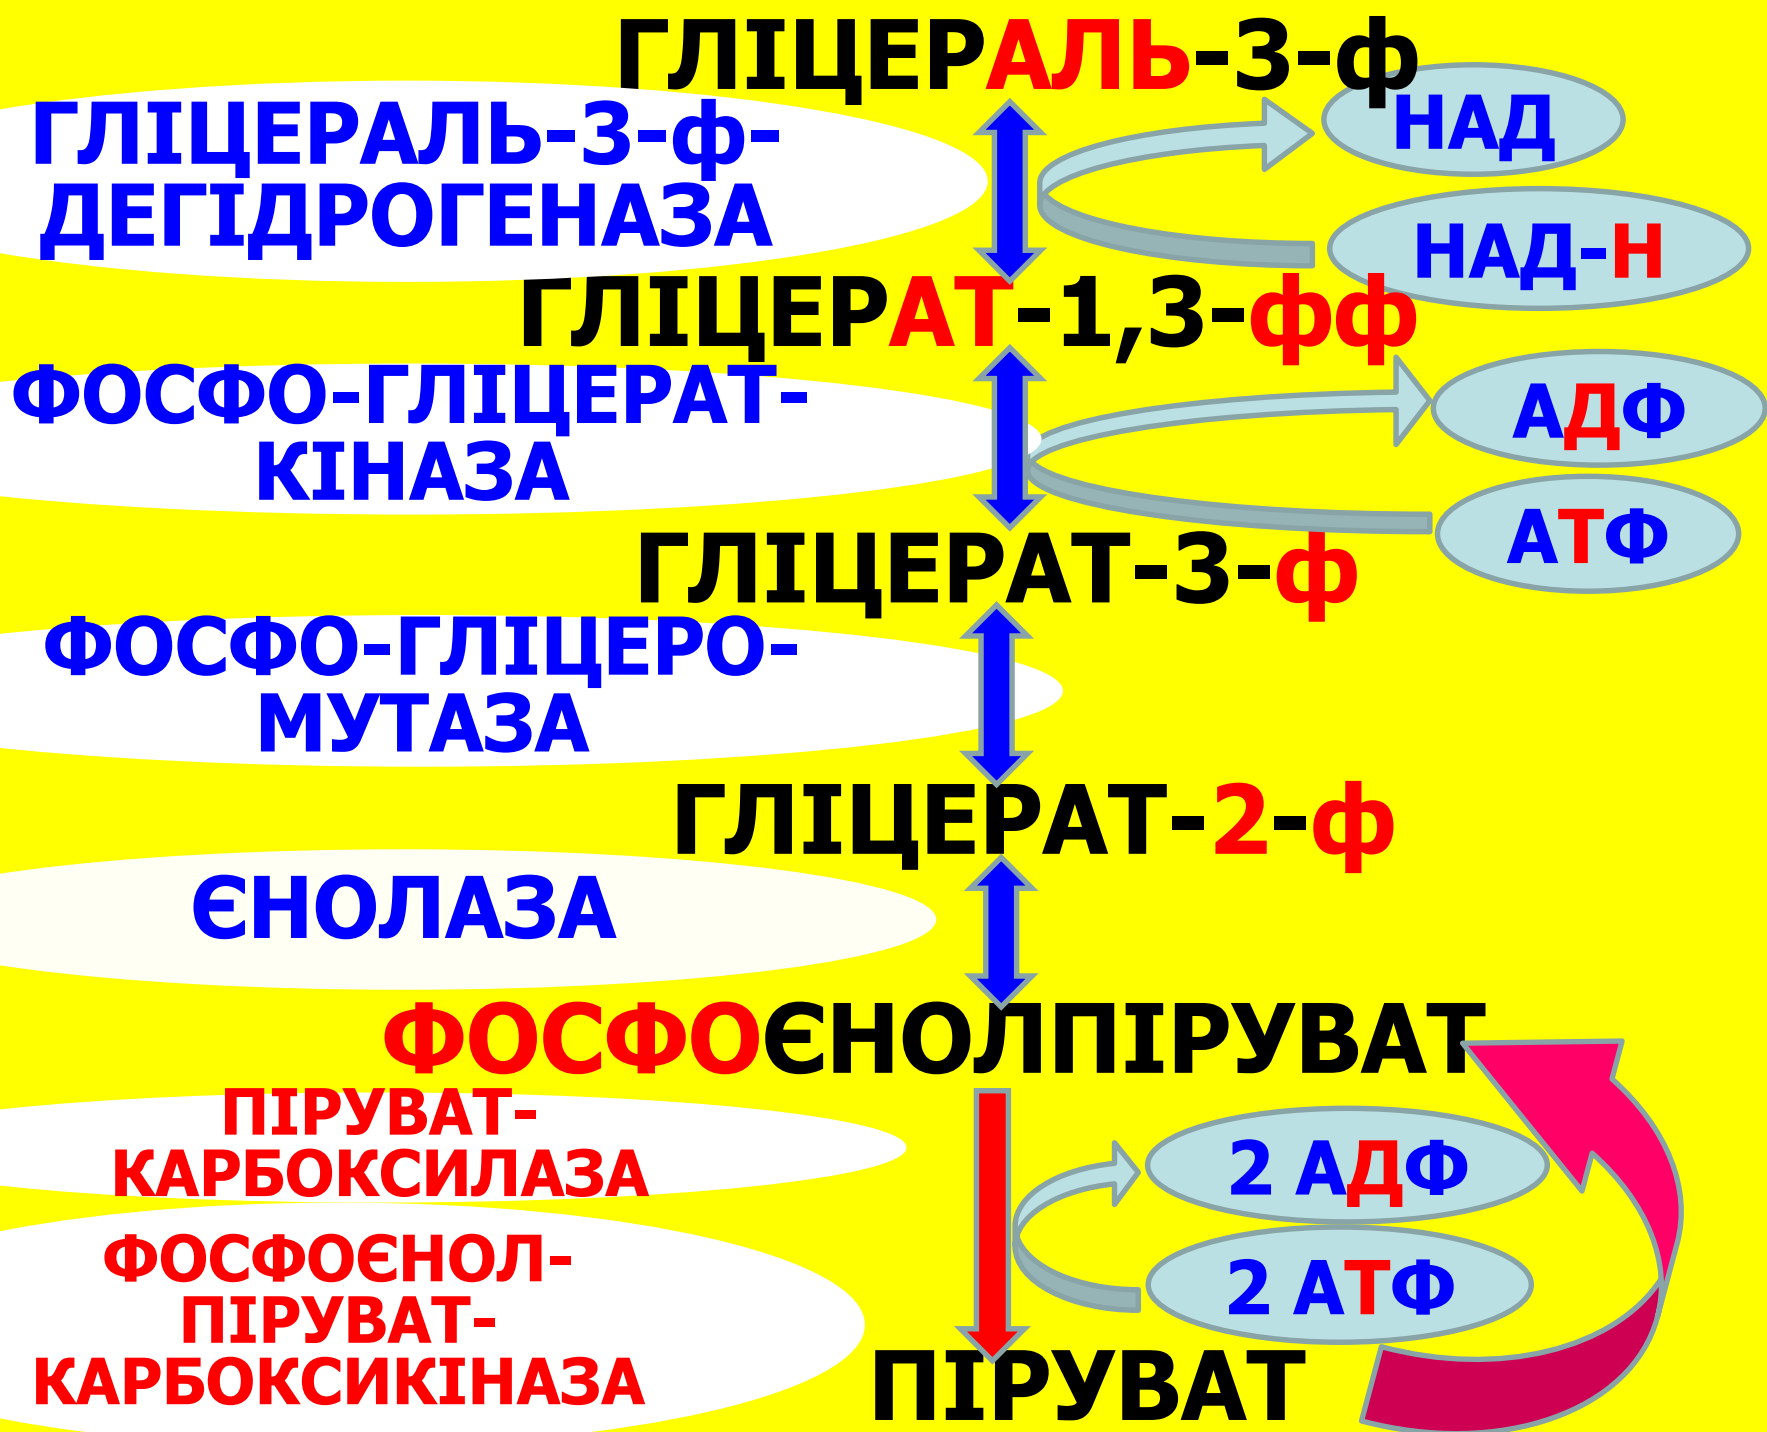 ГЛІЦЕРАЛЬ-3-ф
ГЛІЦЕРАЛЬ-3-ф-
ДЕГІДРОГЕНАЗА
НАД
НАД-Н
ГЛІЦЕРАТ-1,3-фф
ФОСФО-ГЛІЦЕРАТ-
КІНАЗА
АДФ
АТФ
ГЛІЦЕРАТ-3-ф
ФОСФО-ГЛІЦЕРО-
МУТАЗА
ГЛІЦЕРАТ-2-ф
ЄНОЛАЗА
ФОСФОЄНОЛПІРУВАТ
ПІРУВАТ-
КАРБОКСИЛАЗА
2 АДФ
ФОСФОЄНОЛ-
ПІРУВАТ-
КАРБОКСИКІНАЗА
2 АТФ
ПІРУВАТ